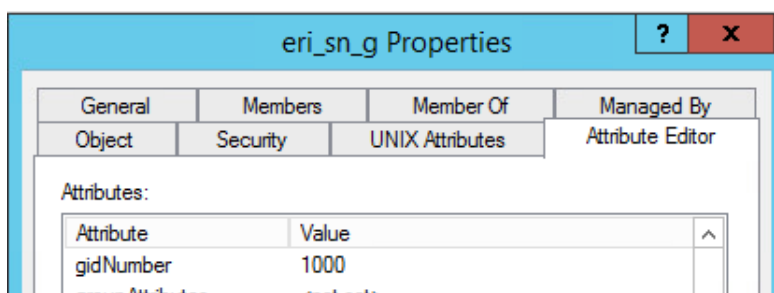 eri_sn_g Properties
? x
General Members Member Of Managed By
Object Security UNIX Attributes Attribute Editor
Attributes:
Attribute Value
gidNumber 1000